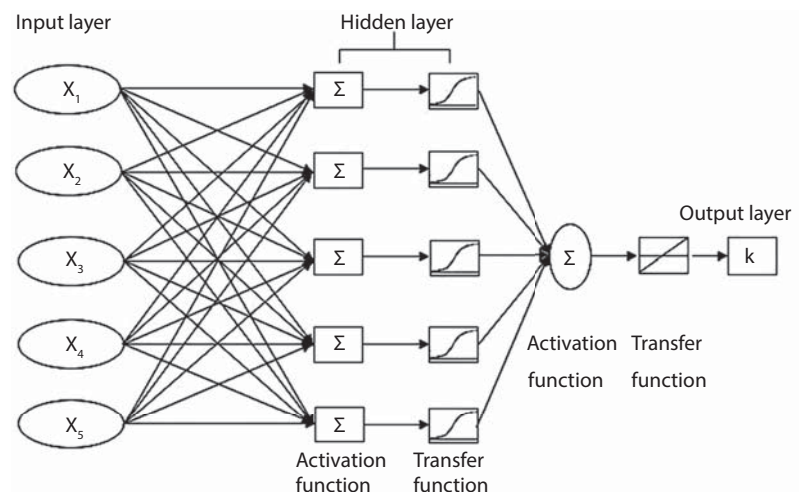 Input layer
Hidden layer
X1
Σ
X2
Σ
X3
Σ
X4
Σ
X5
Σ
Σ
Output layer
k
Activation
function
Transfer
function
Activation
function
Transfer
function